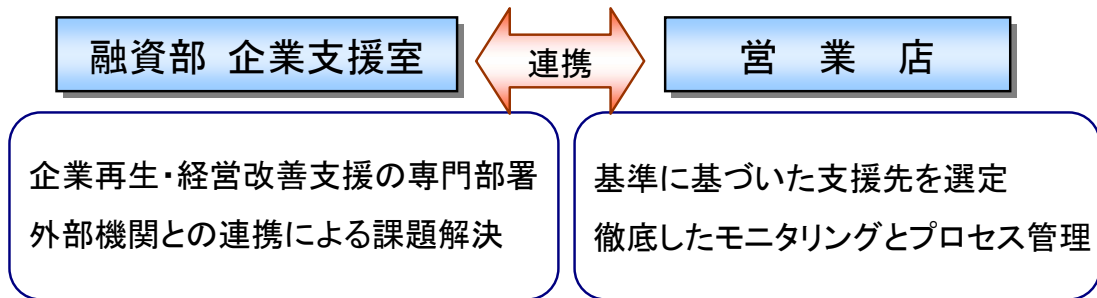 融資部 企業支援室
連携
営 業 店
企業再生・経営改善支援の専門部署
外部機関との連携による課題解決
基準に基づいた支援先を選定
徹底したモニタリングとプロセス管理